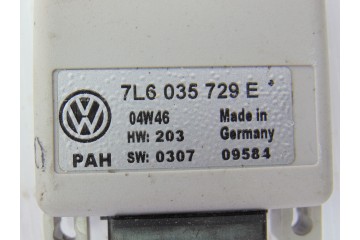 7L6 035 729 E
04W46 Made in
HW: 203 Germany
PAH SW: 0307 09584